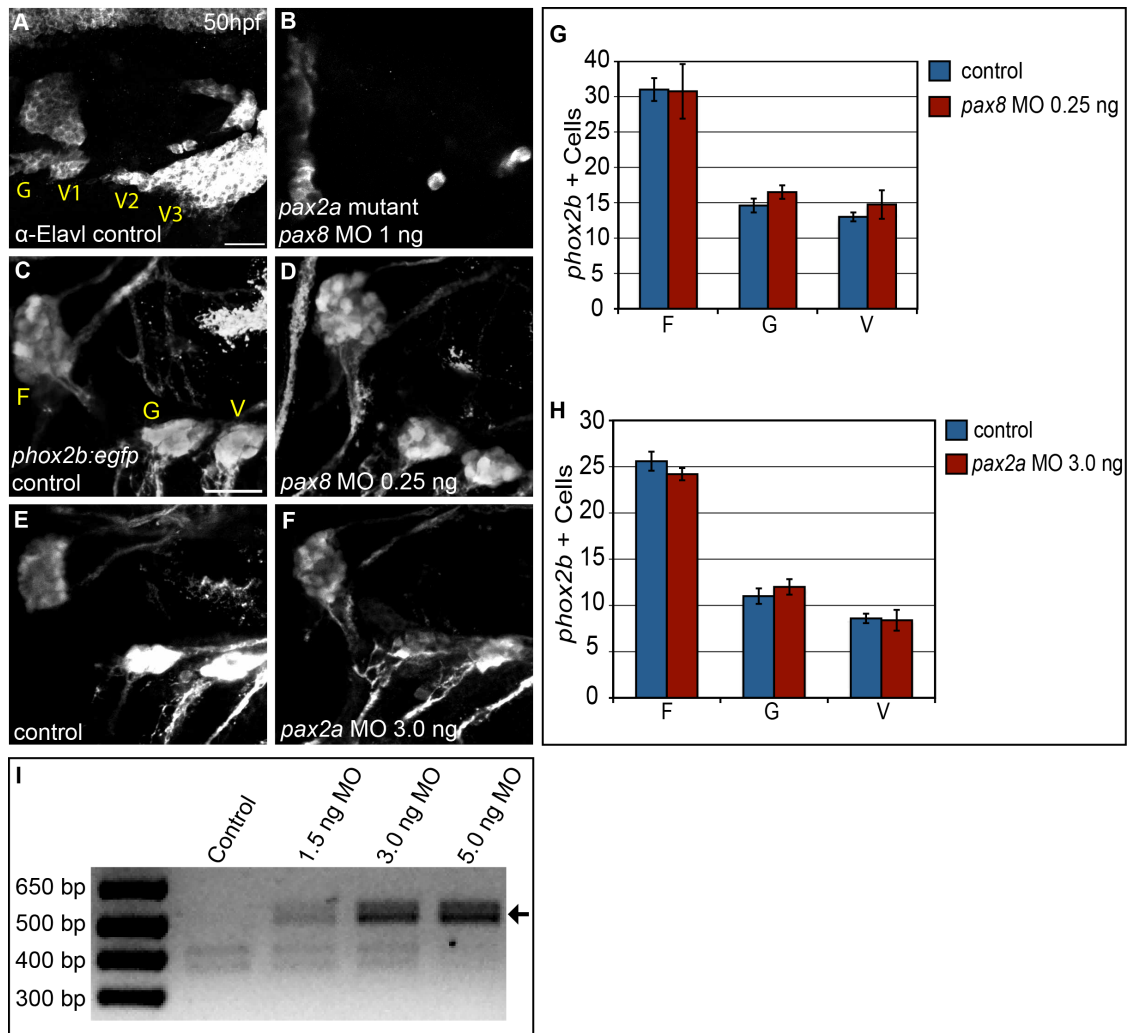 A
50hpf
G
V1
V2
V3
α-Elavl control
B
pax2a mutant
pax8 MO 1 ng
C
F
G
V
phox2b:egfp
control
D
pax8 MO 0.25 ng
E
control
F
pax2a MO 3.0 ng
G
phox2b + Cells
40
35
30
25
20
15
10
5
0
F
G
V
control
pax8 MO 0.25 ng
H
phox2b + Cells
30
25
20
15
10
5
0
F
G
V
control
pax2a MO 3.0 ng
I
Control
1.5 ng MO
3.0 ng MO
5.0 ng MO
650 bp
500 bp
400 bp
300 bp